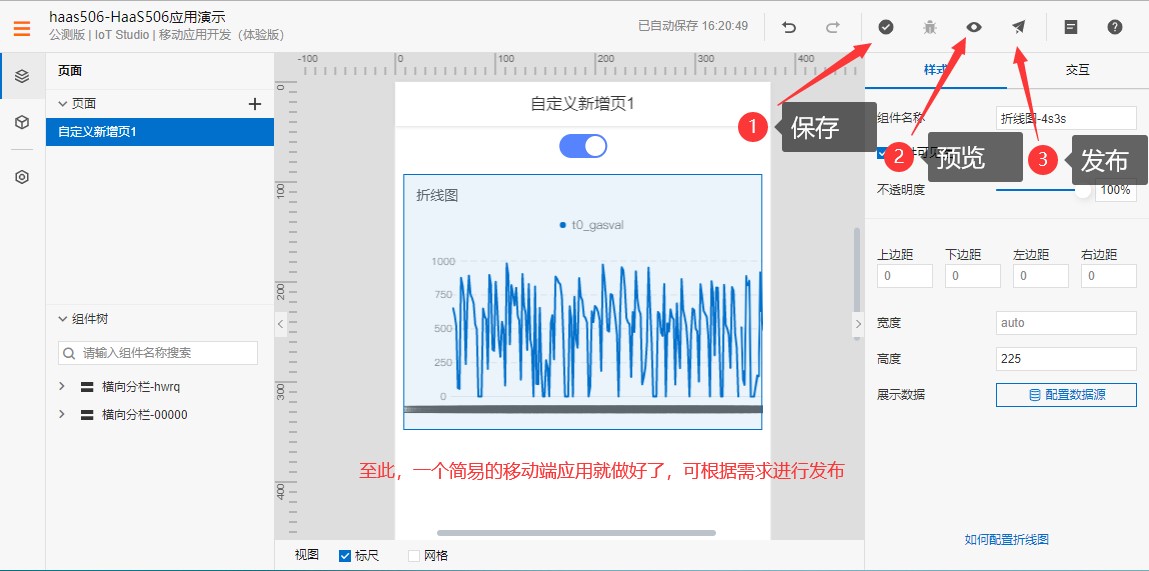 haas506-HaaS506应用演示
公测版 | IoT Studio | 移动应用开发（体验版）
已自动保存 16:20:49
页面
页面
自定义新增页1
组件树
请输入组件名称搜索
横向分栏-hwrq
横向分栏-00000
-100 0 100 200 300 400
0
100
200
300
400
自定义新增页1
折线图
t0_gasval
1000
750
500
250
0
至此，一个简易的移动端应用就做好了，可根据需求进行发布
视图 标尺 网格
1 保存
2 预览
3 发布
样式 交互
组件名称 折线图-4s3s
件可见
不透明度 100%
上边距 下边距 左边距 右边距
0 0 0 0
宽度 auto
高度 225
展示数据 配置数据源
如何配置折线图